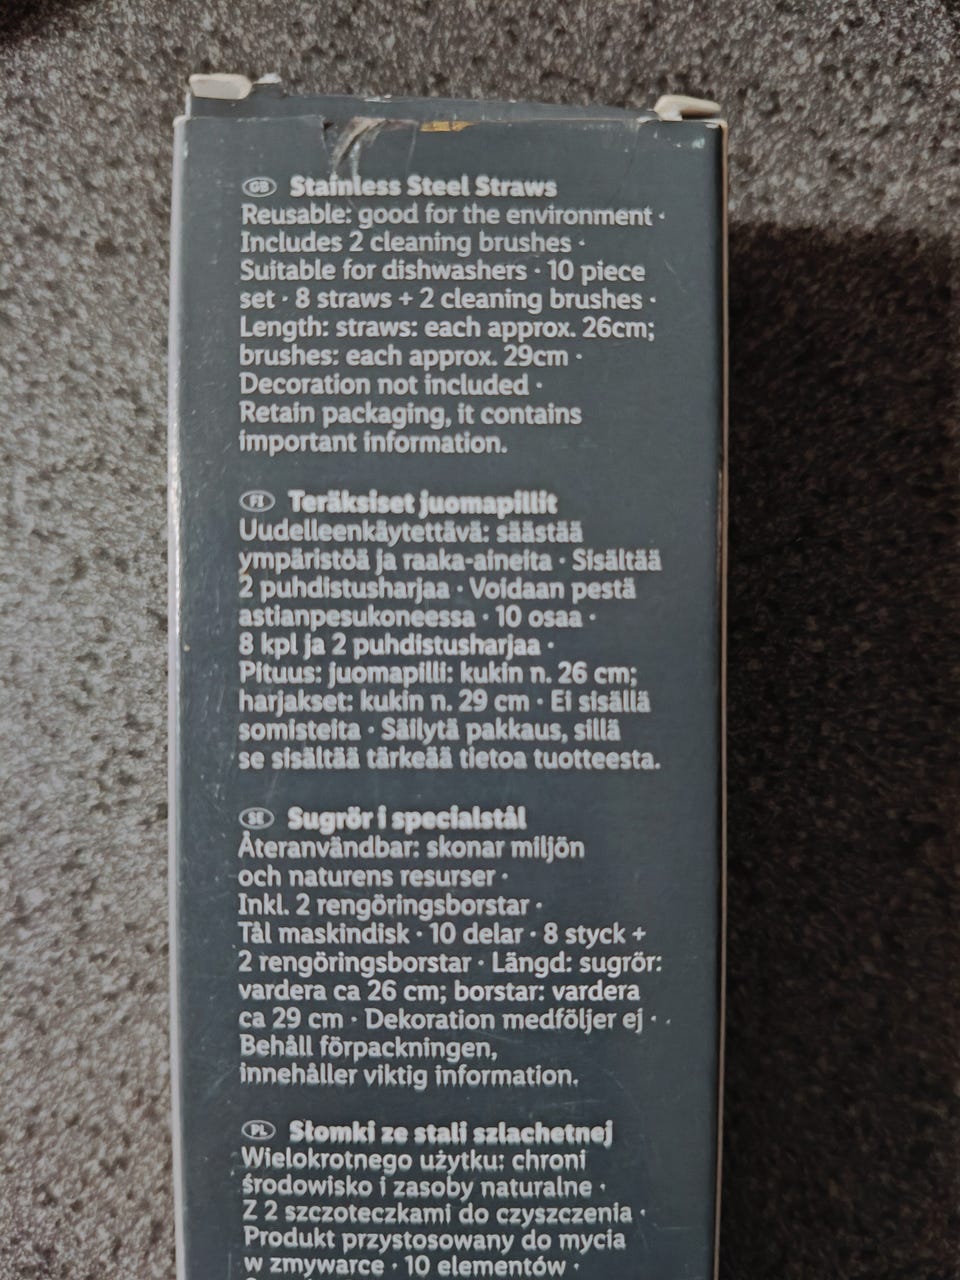 GB Stainless Steel Straws
Reusable: good for the environment ·
Includes 2 cleaning brushes ·
Suitable for dishwashers · 10 piece
set · 8 straws + 2 cleaning brushes ·
Length: straws: each approx. 26cm;
brushes: each approx. 29cm ·
Decoration not included ·
Retain packaging, it contains
important information.
FI Teräksiset juomapillit
Uudelleenkäytettävä: säästää
ympäristöä ja raaka-aineita · Sisältää
2 puhdistusharjaa · Voidaan pestä
astianpesukoneessa · 10 osaa ·
8 kpl ja 2 puhdistusharjaa ·
Pituus: juomapilli: kukin n. 26 cm;
harjakset: kukin n. 29 cm · Ei sisällä
somisteita · Säilytä pakkaus, sillä
se sisältää tärkeää tietoa tuotteesta.
SE Sugrör i specialstål
Återanvändbar: skonar miljön
och naturens resurser ·
Inkl. 2 rengöringsborstar ·
Tål maskindisk · 10 delar · 8 styck +
2 rengöringsborstar · Längd: sugrör:
vardera ca 26 cm; borstar: vardera
ca 29 cm · Dekoration medföljer ej ·
Behåll förpackningen,
innehåller viktig information.
PL Słomki ze stali szlachetnej
Wielokrotnego użytku: chroni
środowisko i zasoby naturalne ·
Z 2 szczoteczkami do czyszczenia ·
Produkt przystosowany do mycia
w zmywarce · 10 elementów ·